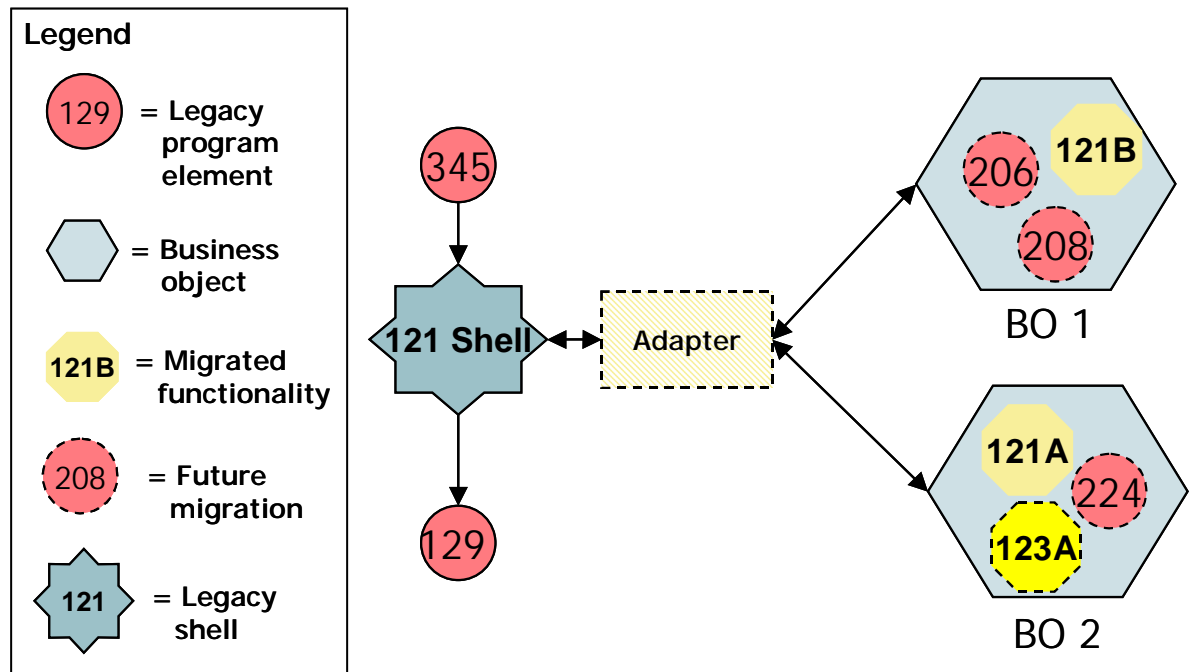 Legend
129
= Legacy
program
element
= Business
object
121B
= Migrated
functionality
208
= Future
migration
121
= Legacy
shell
345
121 Shell
129
Adapter
121B
206
208
BO 1
121A
224
123A
BO 2